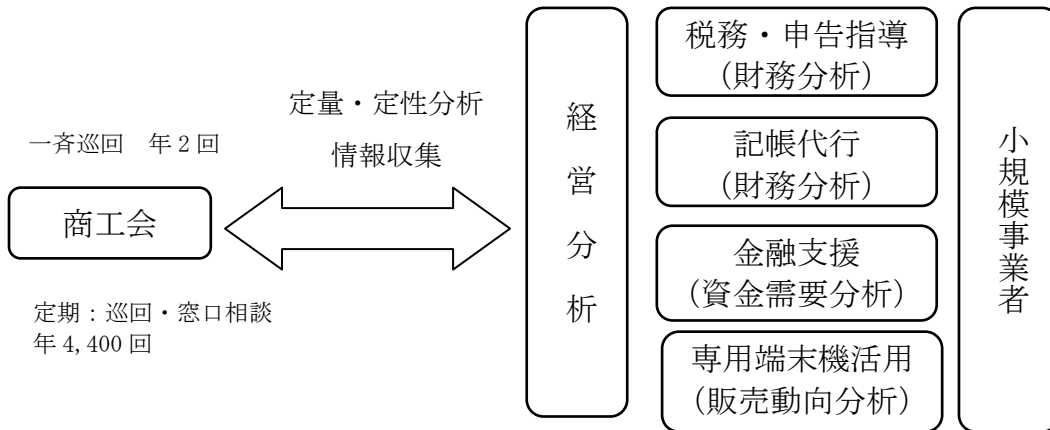 一斉巡回　年2回
商工会
定期：巡回・窓口相談
年4,400回
定量・定性分析
情報収集
経営分析
税務・申告指導
(財務分析)
記帳代行
(財務分析)
金融支援
(資金需要分析)
専用端末機活用
(販売動向分析)
小規模事業者